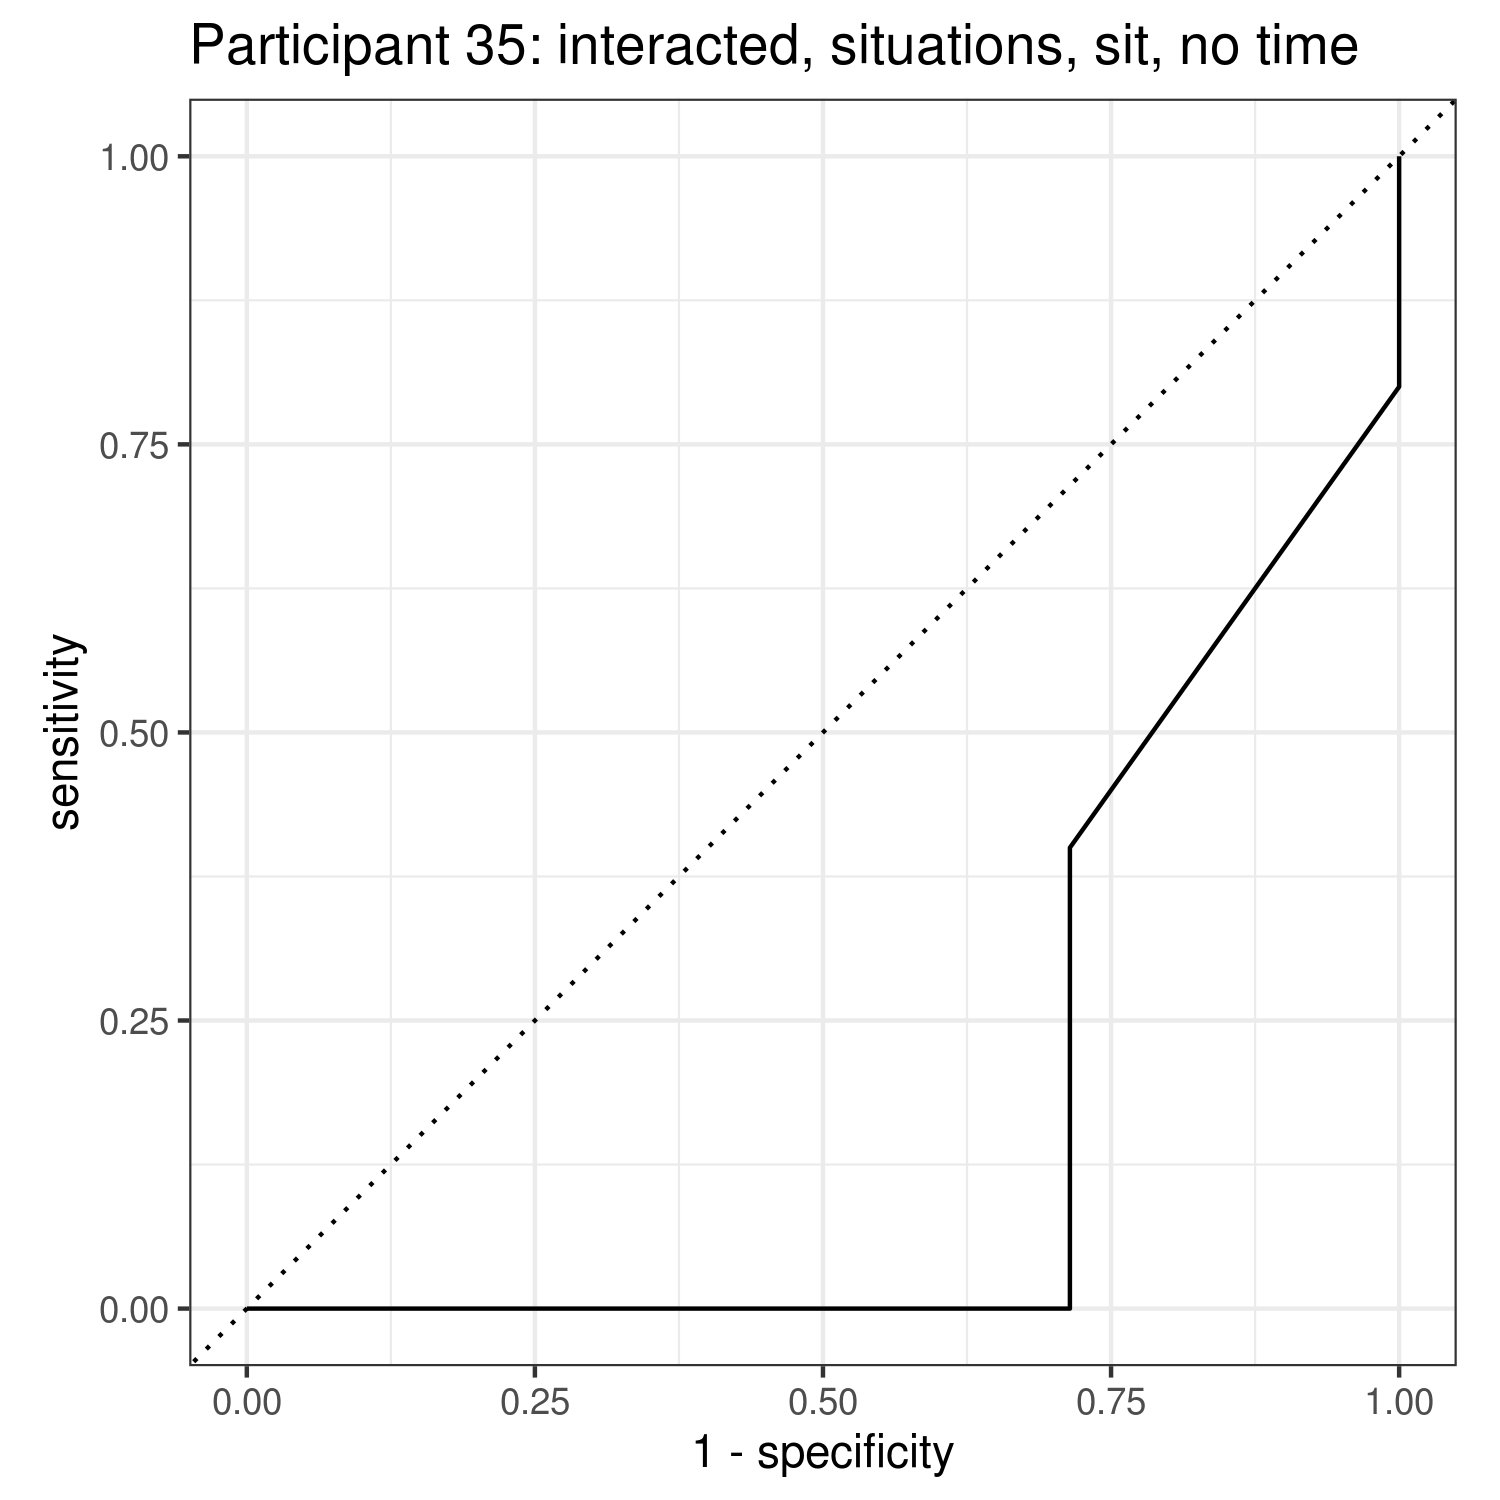 Participant 35: interacted, situations, sit, no time
1.00
0.75
0.50
0.25
0.00
sensitivity
0.00 0.25 0.50 0.75 1.00
1 - specificity